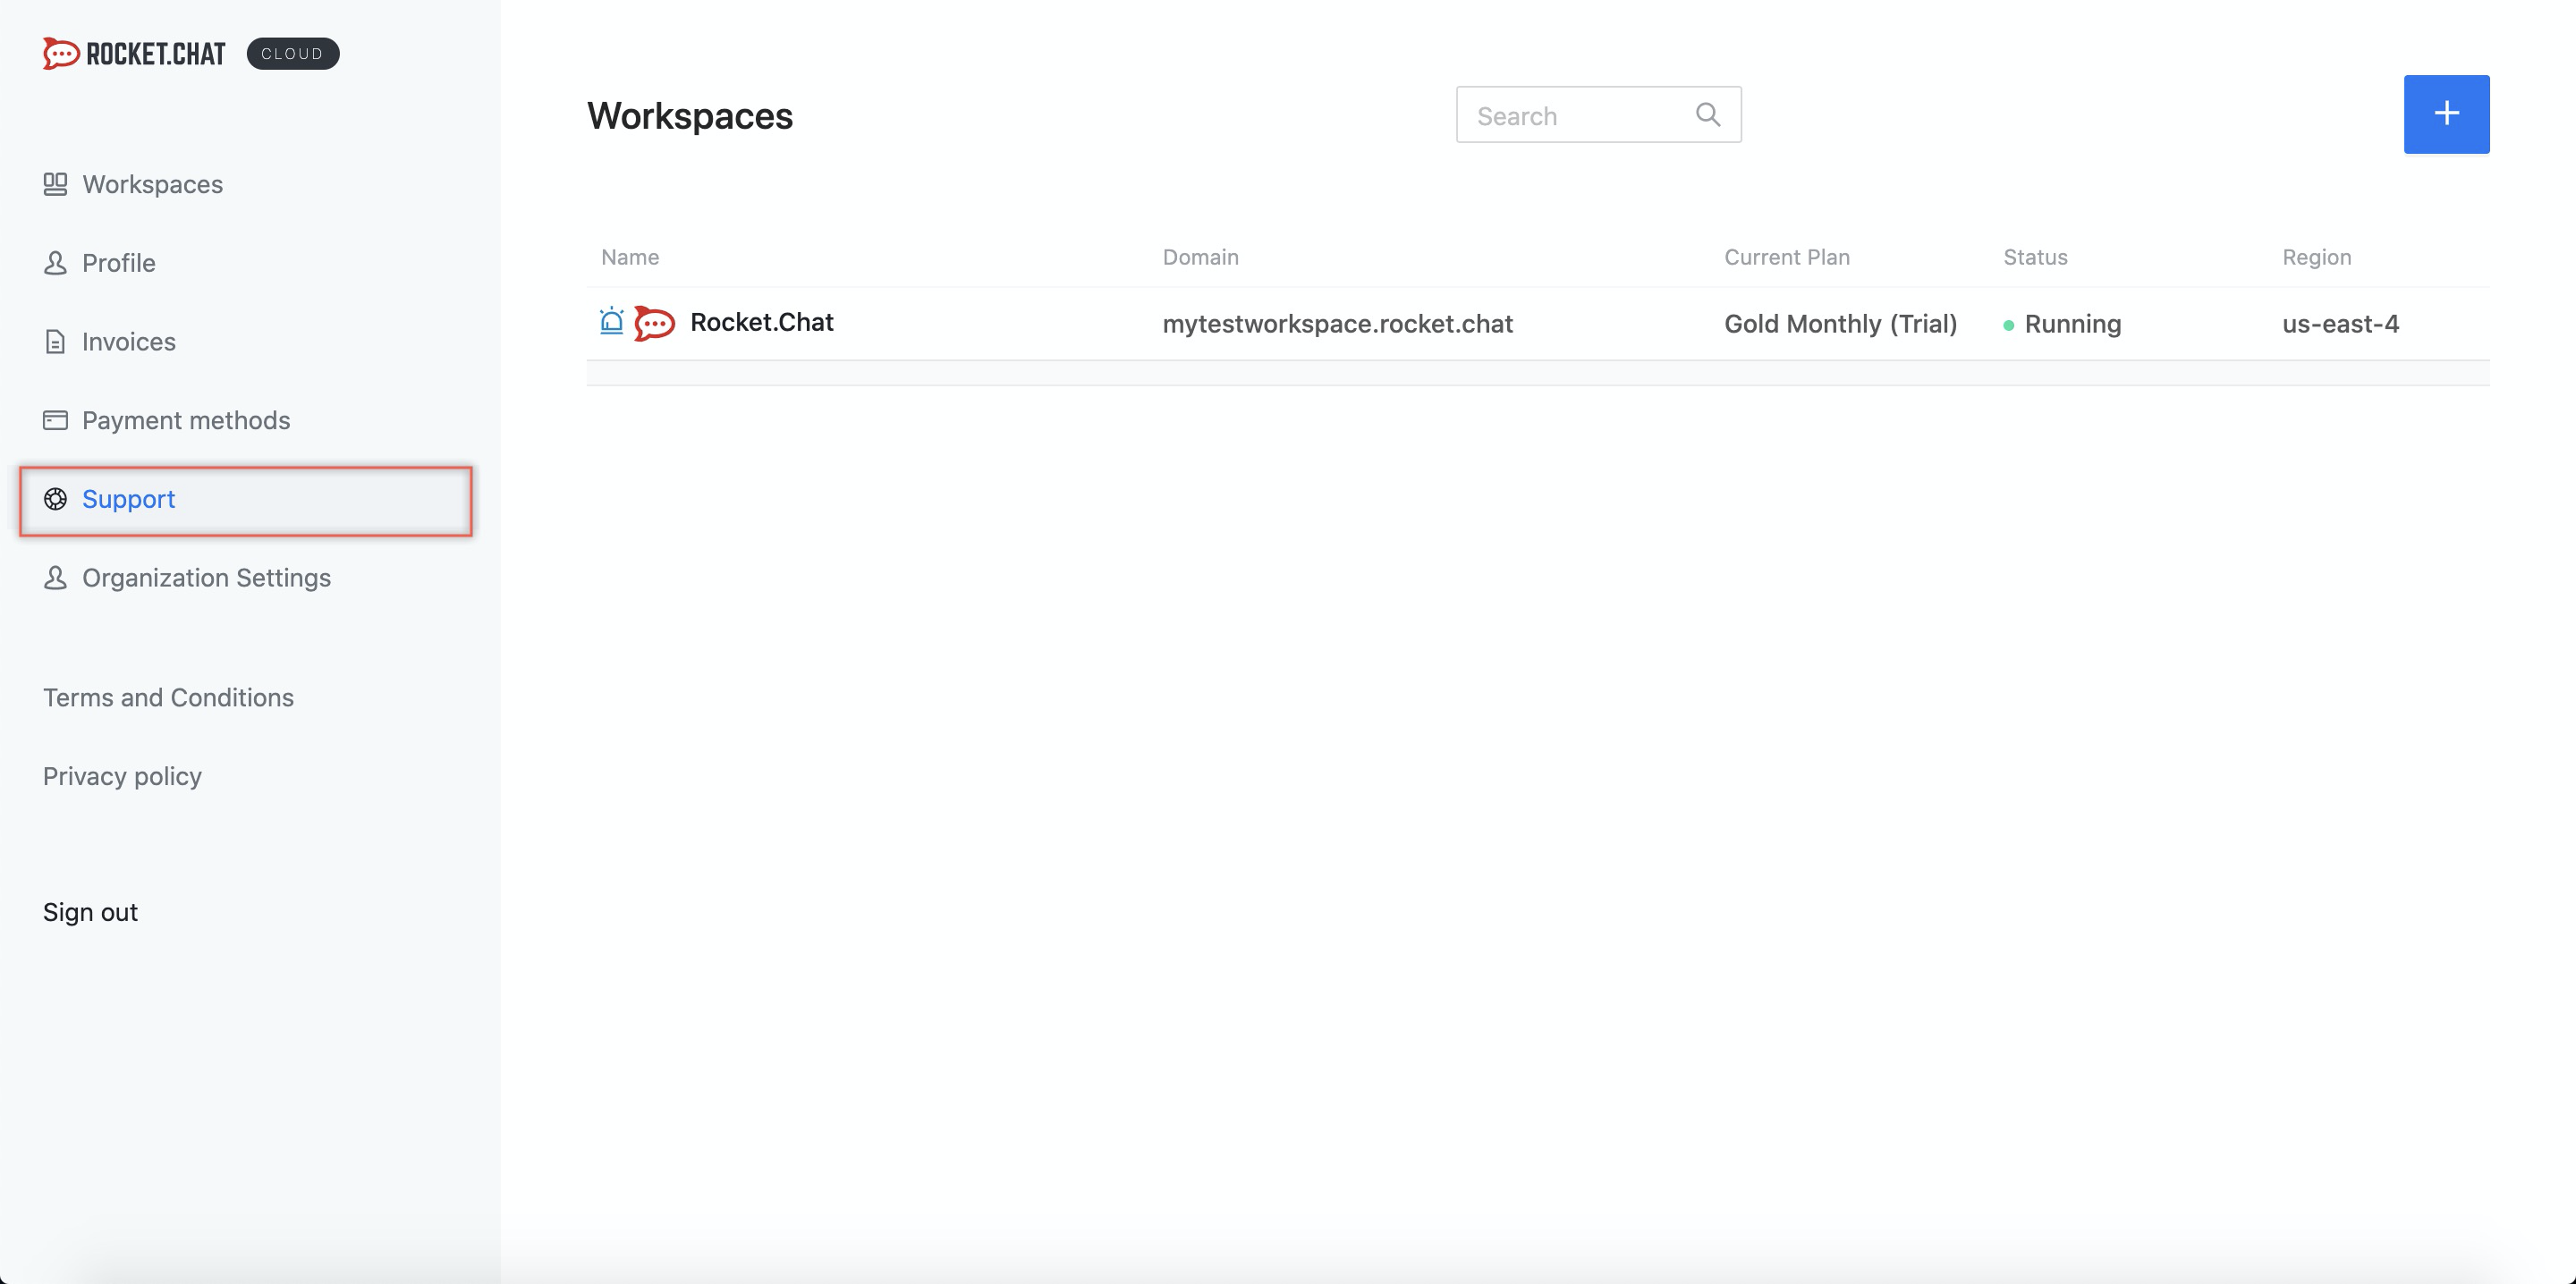 ROCKET.CHAT CLOUD
Workspaces
Profile
Invoices
Payment methods
Support
Organization Settings
Terms and Conditions
Privacy policy
Sign out
Workspaces
Search
Name Domain Current Plan Status Region
Rocket.Chat mytestworkspace.rocket.chat Gold Monthly (Trial) Running us-east-4